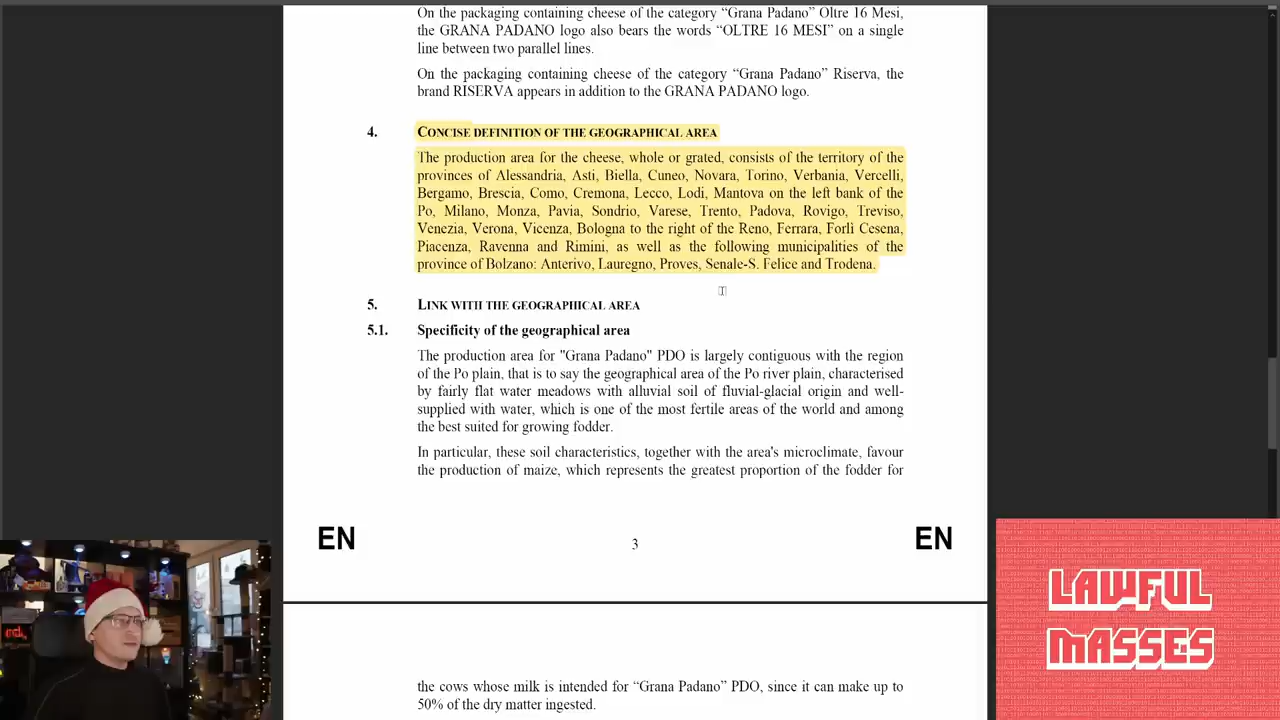 On the packaging containing cheese of the category “Grana Padano” Oltre 16 Mesi,
the GRANA PADANO logo also bears the words “OLTRE 16 MESI” on a single
line between two parallel lines.
On the packaging containing cheese of the category “Grana Padano” Riserva, the
brand RISERVA appears in addition to the GRANA PADANO logo.
4. CONCISE DEFINITION OF THE GEOGRAPHICAL AREA
The production area for the cheese, whole or grated, consists of the territory of the
provinces of Alessandria, Asti, Biella, Cuneo, Novara, Torino, Verbania, Vercelli,
Bergamo, Brescia, Como, Cremona, Lecco, Lodi, Mantova on the left bank of the
Po, Milano, Monza, Pavia, Sondrio, Varese, Trento, Padova, Rovigo, Treviso,
Venezia, Verona, Vicenza, Bologna to the right of the Reno, Ferrara, Forlì Cesena,
Piacenza, Ravenna and Rimini, as well as the following municipalities of the
province of Bolzano: Anterivo, Lauregno, Proves, Senale-S. Felice and Trodena.
5. LINK WITH THE GEOGRAPHICAL AREA
5.1. Specificity of the geographical area
The production area for "Grana Padano" PDO is largely contiguous with the region
of the Po plain, that is to say the geographical area of the Po river plain, characterised
by fairly flat water meadows with alluvial soil of fluvial-glacial origin and well-
supplied with water, which is one of the most fertile areas of the world and among
the best suited for growing fodder.
In particular, these soil characteristics, together with the area's microclimate, favour
the production of maize, which represents the greatest proportion of the fodder for
EN 3 EN
the cows whose milk is intended for “Grana Padano” PDO, since it can make up to
50% of the dry matter ingested.
LAWFUL
MASSES